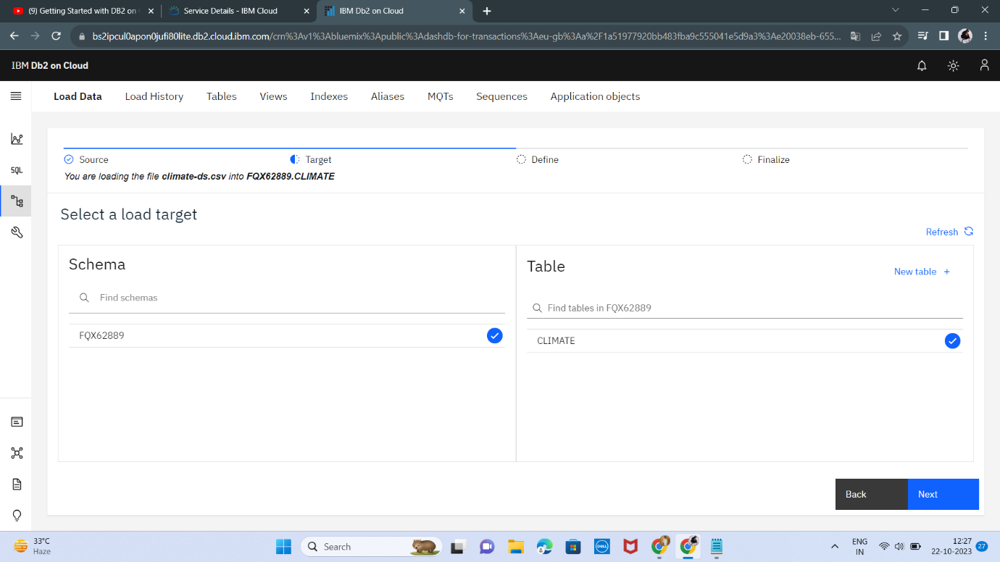 (9) Getting Started with DB2 on
Service Details - IBM Cloud
IBM Db2 on Cloud
bs2ipcul0apon0jufi80lite.db2.cloud.ibm.com/crn%3Av1%3Abluemix%3Apublic%3Adashdb-for-transactions%3Aeu-gb%3Aa%2F1a51977920bb483fba9c555041e5d9a3%3Ae20038eb-655...
IBM Db2 on Cloud
Load Data
Load History
Tables
Views
Indexes
Aliases
MQTs
Sequences
Application objects
SQL
Source
Target
Define
Finalize
You are loading the file climate-ds.csv into FQX62889.CLIMATE
Select a load target
Refresh
Schema
Find schemas
FQX62889
Table
New table +
Find tables in FQX62889
CLIMATE
Back
Next
33°C
Haze
Search
DELL
ENG
IN
12:27
22-10-2023
27